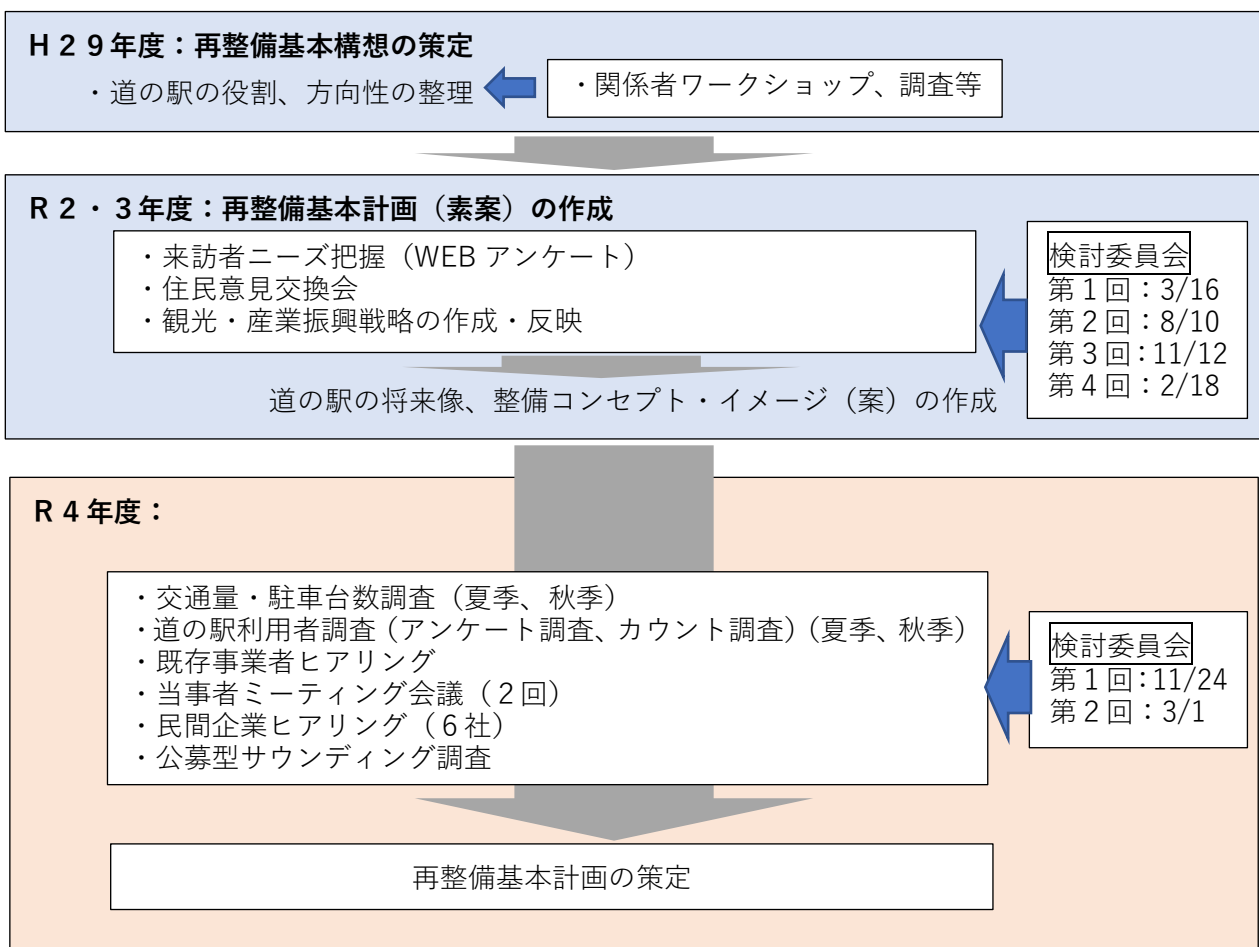 H29年度：再整備基本構想の策定
・道の駅の役割、方向性の整理
・関係者ワークショップ、調査等
R2・3年度：再整備基本計画（素案）の作成
・来訪者ニーズ把握（WEB アンケート）
・住民意見交換会
・観光・産業振興戦略の作成・反映
道の駅の将来像、整備コンセプト・イメージ（案）の作成
検討委員会
第1回：3/16
第2回：8/10
第3回：11/12
第4回：2/18
R4年度：
・交通量・駐車台数調査（夏季、秋季）
・道の駅利用者調査（アンケート調査、カウント調査）（夏季、秋季）
・既存事業者ヒアリング
・当事者ミーティング会議（2回）
・民間企業ヒアリング（6社）
・公募型サウンディング調査
検討委員会
第1回：11/24
第2回：3/1
再整備基本計画の策定